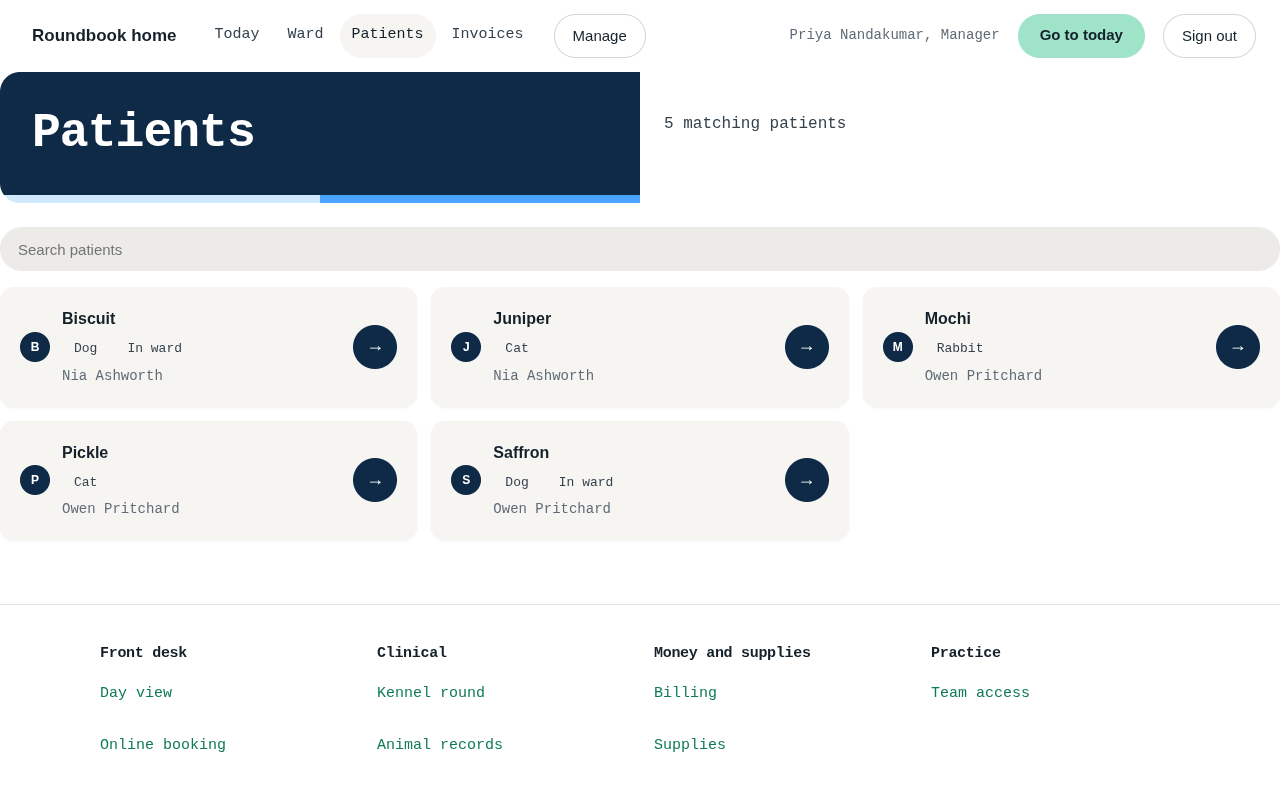 Roundbook home Today Ward Patients Invoices Manage Priya Nandakumar, Manager Go to today Sign out
Patients
5 matching patients
Search patients
B Biscuit Dog In ward Nia Ashworth →
J Juniper Cat Nia Ashworth →
M Mochi Rabbit Owen Pritchard →
P Pickle Cat Owen Pritchard →
S Saffron Dog In ward Owen Pritchard →
Front desk
Day view
Online booking
Clinical
Kennel round
Animal records
Money and supplies
Billing
Supplies
Practice
Team access